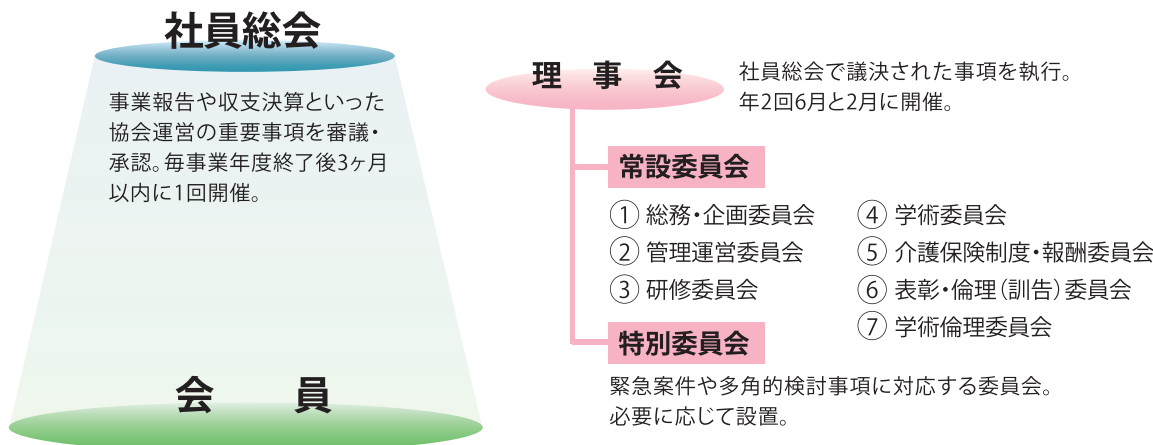 社員総会
事業報告や収支決算といった
協会運営の重要事項を審議・
承認。毎事業年度終了後3ヶ月
以内に1回開催。
会員
理事会
社員総会で議決された事項を執行。
年2回6月と2月に開催。
常設委員会
① 総務・企画委員会
② 管理運営委員会
③ 研修委員会
④ 学術委員会
⑤ 介護保険制度・報酬委員会
⑥ 表彰・倫理（訓告）委員会
⑦ 学術倫理委員会
特別委員会
緊急案件や多角的検討事項に対応する委員会。
必要に応じて設置。